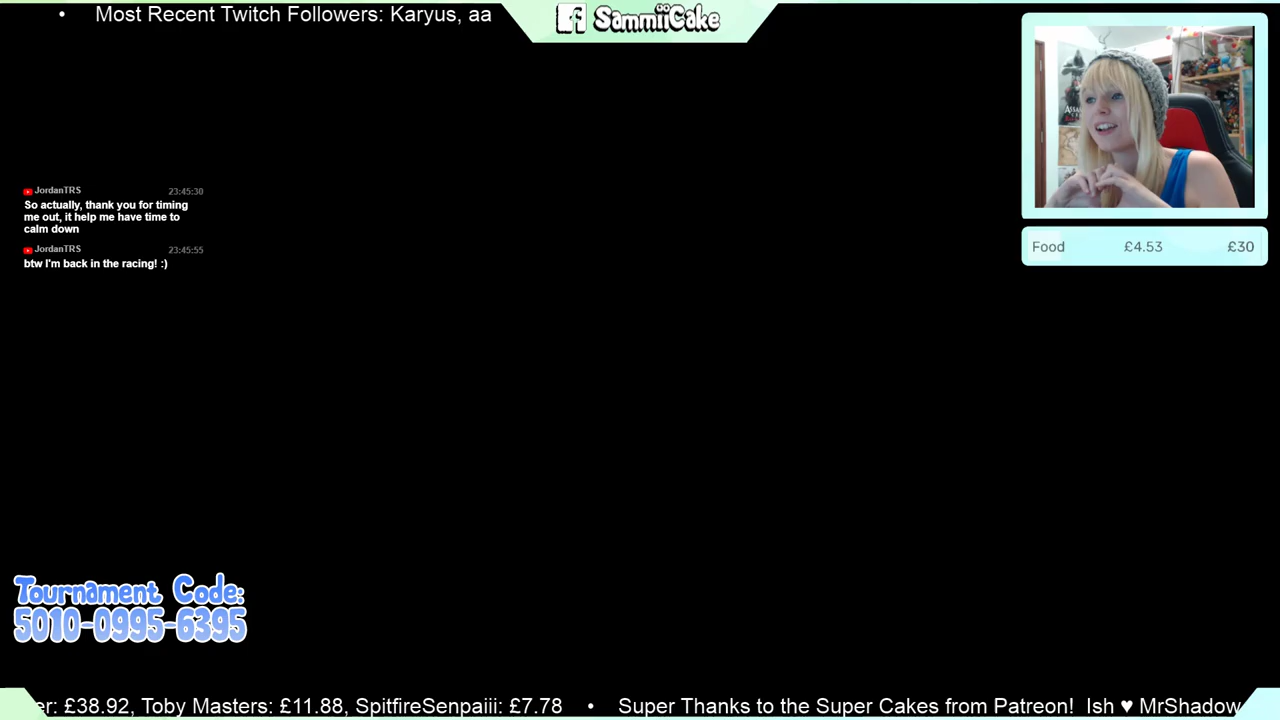 • Most Recent Twitch Followers: Karyus, aa
SammiiCake
JordanTRS 23:45:30
So actually, thank you for timing
me out, it help me have time to
calm down
JordanTRS 23:45:55
btw I'm back in the racing! :)
Food £4.53 £30
Tournament Code:
5010-0995-6395
er: £38.92, Toby Masters: £11.88, SpitfireSenpaiii: £7.78 • Super Thanks to the Super Cakes from Patreon! Ish ♥ MrShadow